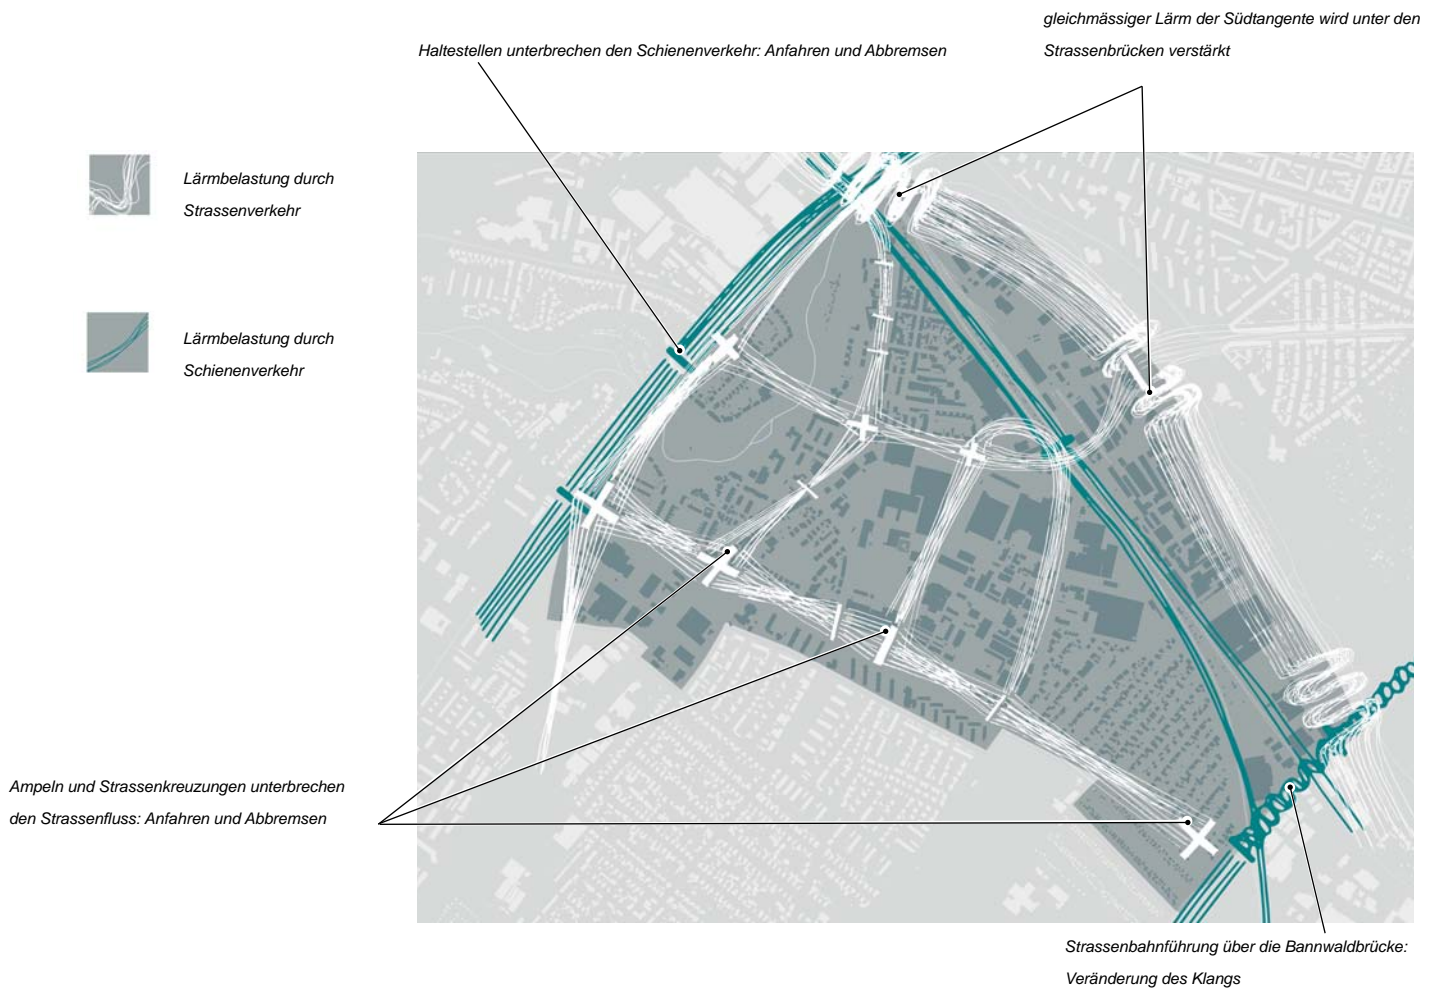 gleichmässiger Lärm der Südtangente wird unter den
Strassenbrücken verstärkt
Haltestellen unterbrechen den Schienenverkehr: Anfahren und Abbremsen
Lärmbelastung durch
Strassenverkehr
Lärmbelastung durch
Schienenverkehr
Ampeln und Strassenkreuzungen unterbrechen
den Strassenfluss: Anfahren und Abbremsen
Strassenbahnführung über die Bannwaldbrücke:
Veränderung des Klangs